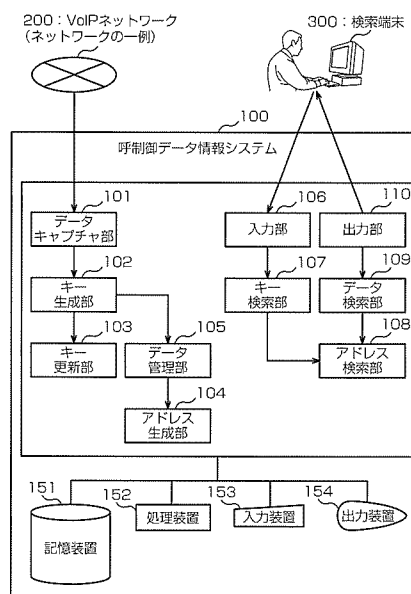 200：VoIPネットワーク
（ネットワークの一例）
300：検索端末
100
呼制御データ情報システム
101
データ
キャプチャ部
102
キー
生成部
103
キー
更新部
105
データ
管理部
104
アドレス
生成部
106
入力部
107
キー
検索部
110
出力部
109
データ
検索部
108
アドレス
検索部
151
記憶装置
152
処理装置
153
入力装置
154
出力装置